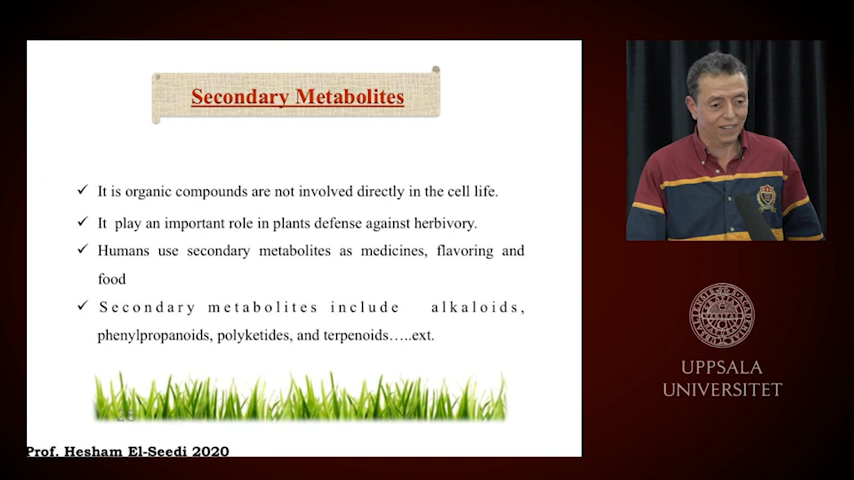 Secondary Metabolites
✓ It is organic compounds are not involved directly in the cell life.
✓ It play an important role in plants defense against herbivory.
✓ Humans use secondary metabolites as medicines, flavoring and
food
✓ Secondary metabolites include alkaloids,
phenylpropanoids, polyketides, and terpenoids…..ext.
Prof. Hesham El-Seedi 2020
UPPSALA
UNIVERSITET